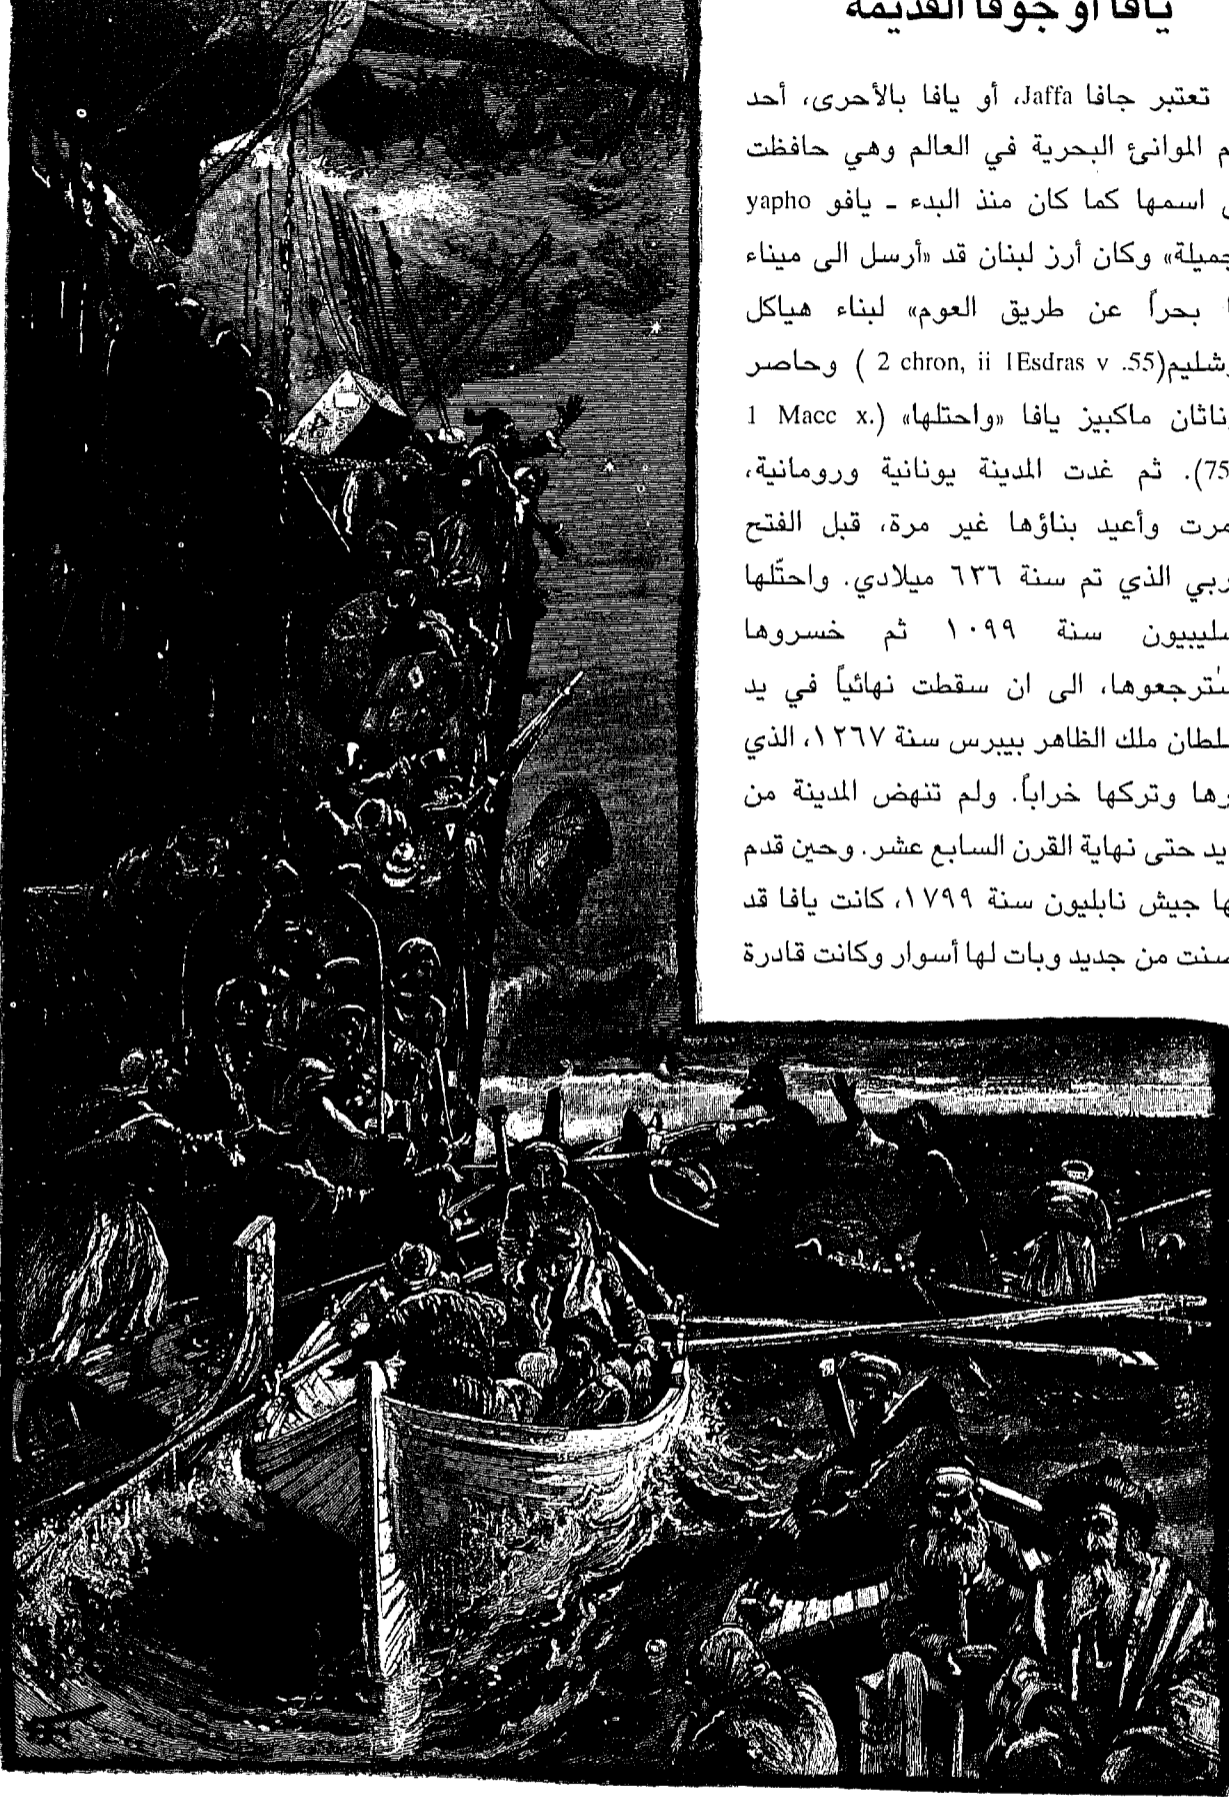 يافا او جوفا القديمة
تعتبر جافا Jaffa، أو يافا بالأحرى، أحد
م الموانئ البحرية في العالم وهي حافظت
اسمها كما كان منذ البدء ـ يافو yapho
جميلة» وكان أرز لبنان قد «أرسل الى ميناء
ا بحراً عن طريق العوم» لبناء هياكل
رشليم(2 chron, ii 1Esdras v .55 ) وحاصر
ناثان ماكبيز يافا «واحتلها» (.1 Macc x
75). ثم غدت المدينة يونانية ورومانية،
مرت وأعيد بناؤها غير مرة، قبل الفتح
ربي الذي تم سنة ٦٣٦ ميلادي. واحتّلها
سليبيون سنة ١٠٩٩ ثم خسروها
سترجعوها، الى ان سقطت نهائياً في يد
لطان ملك الظاهر بيبرس سنة ١٢٦٧، الذي
رها وتركها خراباً. ولم تنهض المدينة من
يد حتى نهاية القرن السابع عشر. وحين قدم
ها جيش نابليون سنة ١٧٩٩، كانت يافا قد
صنت من جديد وبات لها أسوار وكانت قادرة